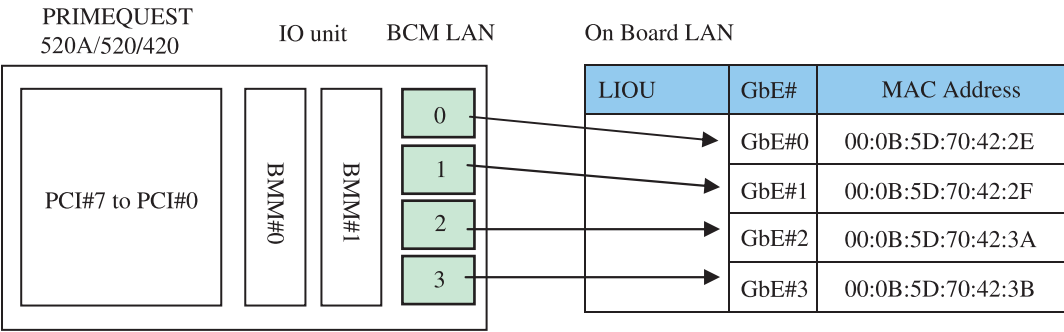 PRIMEQUEST
520A/520/420
IO unit
BCM LAN
On Board LAN
PCI#7 to PCI#0
BMM#0
BMM#1
0
1
2
3
LIOU GbE# MAC Address
GbE#0 00:0B:5D:70:42:2E
GbE#1 00:0B:5D:70:42:2F
GbE#2 00:0B:5D:70:42:3A
GbE#3 00:0B:5D:70:42:3B